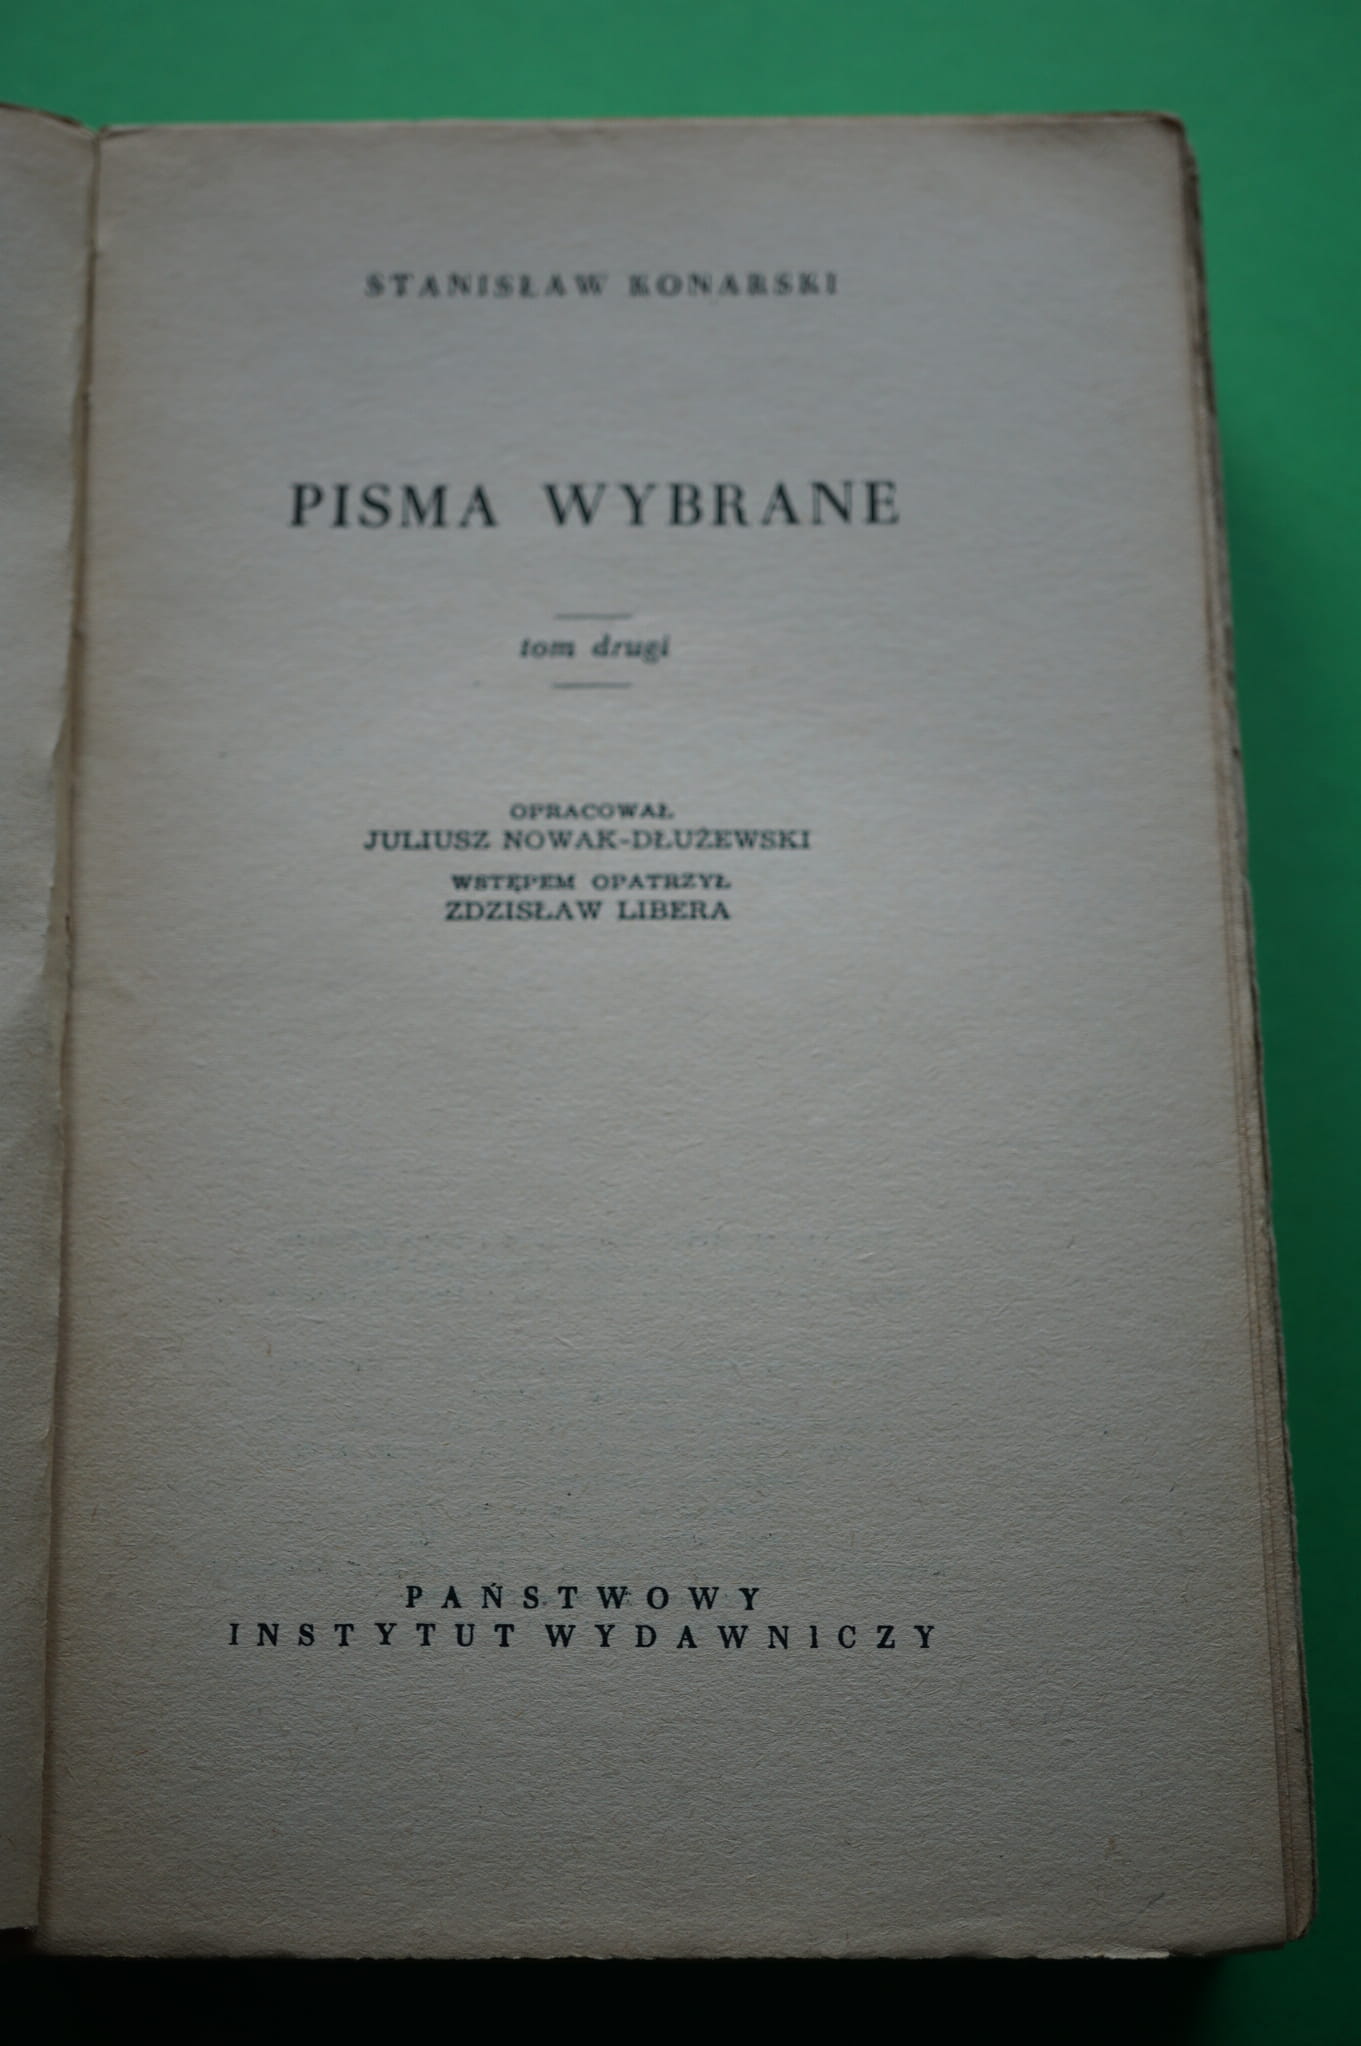 STANISŁAW KONARSKI
PISMA WYBRANE
tom drugi
OPRACOWAŁ
JULIUSZ NOWAK-DŁUŻEWSKI
WSTĘPEM OPATRZYŁ
ZDZISŁAW LIBERA
PAŃSTWOWY
INSTYTUT WYDAWNICZY